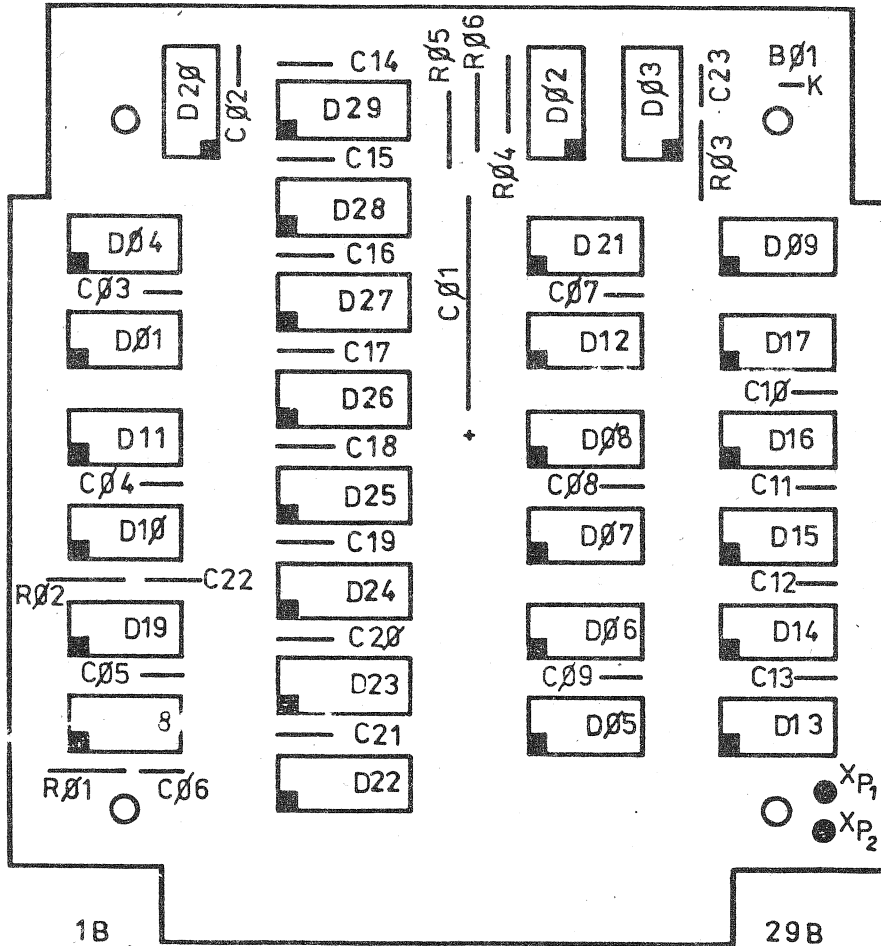 D2Ø
CØ2
C14
RØ5
RØ6
DØ2
DØ3
C23
BØ1
K
D29
C15
RØ4
RØ3
DØ4
D28
D21
DØ9
CØ3
C16
CØ1
CØ7
DØ1
D27
D12
D17
C17
C1Ø
D11
D26
+
DØ8
D16
CØ4
C18
CØ8
C11
D1Ø
D25
DØ7
D15
C19
RØ2
C22
D24
C12
D19
C2Ø
DØ6
D14
CØ5
D23
CØ9
C13
8
C21
DØ5
D13
RØ1
CØ6
D22
XP1
XP2
1B
29B